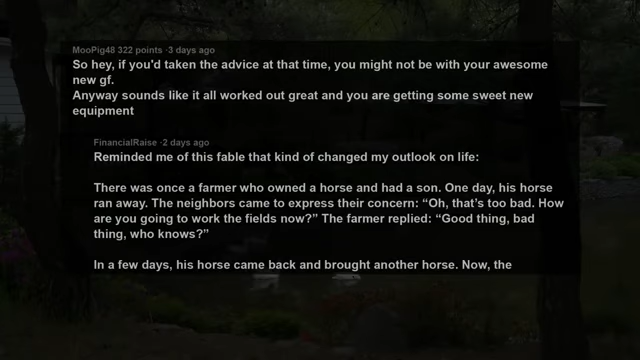 MooPig48 322 points · 3 days ago
So hey, if you'd taken the advice at that time, you might not be with your awesome
new gf.
Anyway sounds like it all worked out great and you are getting some sweet new
equipment
FinancialRaise · 2 days ago
Reminded me of this fable that kind of changed my outlook on life:
There was once a farmer who owned a horse and had a son. One day, his horse
ran away. The neighbors came to express their concern: “Oh, that’s too bad. How
are you going to work the fields now?” The farmer replied: “Good thing, bad
thing, who knows?”
In a few days, his horse came back and brought another horse. Now, the